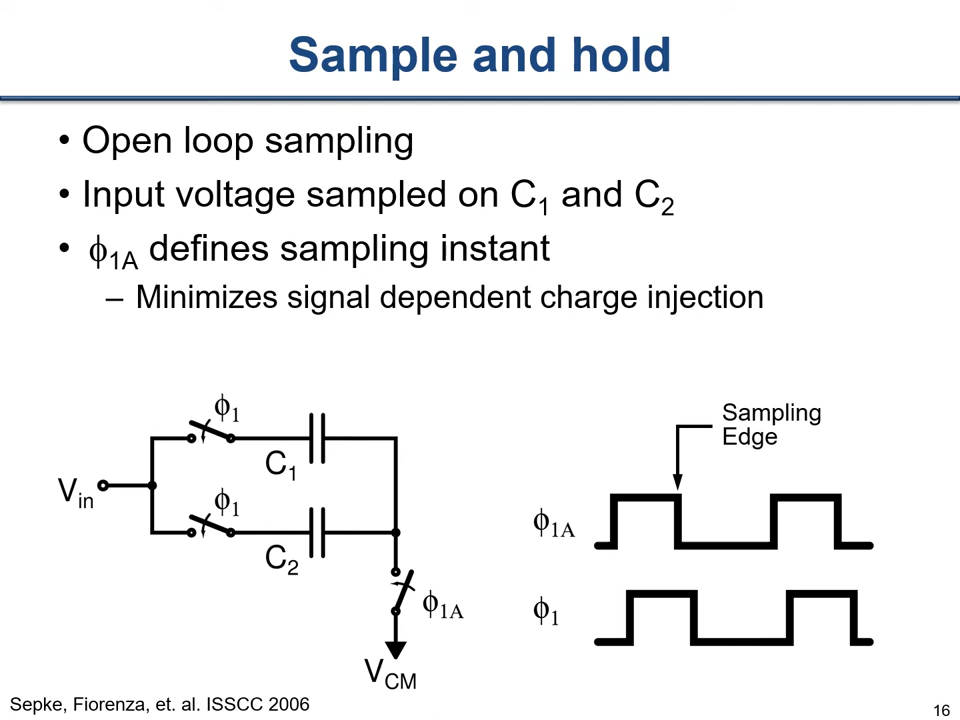 Sample and hold
• Open loop sampling
• Input voltage sampled on C1 and C2
• ϕ1A defines sampling instant
– Minimizes signal dependent charge injection
ϕ1
C1
Vin
ϕ1
C2
ϕ1A
VCM
Sampling
Edge
ϕ1A
ϕ1
Sepke, Fiorenza, et. al. ISSCC 2006
16